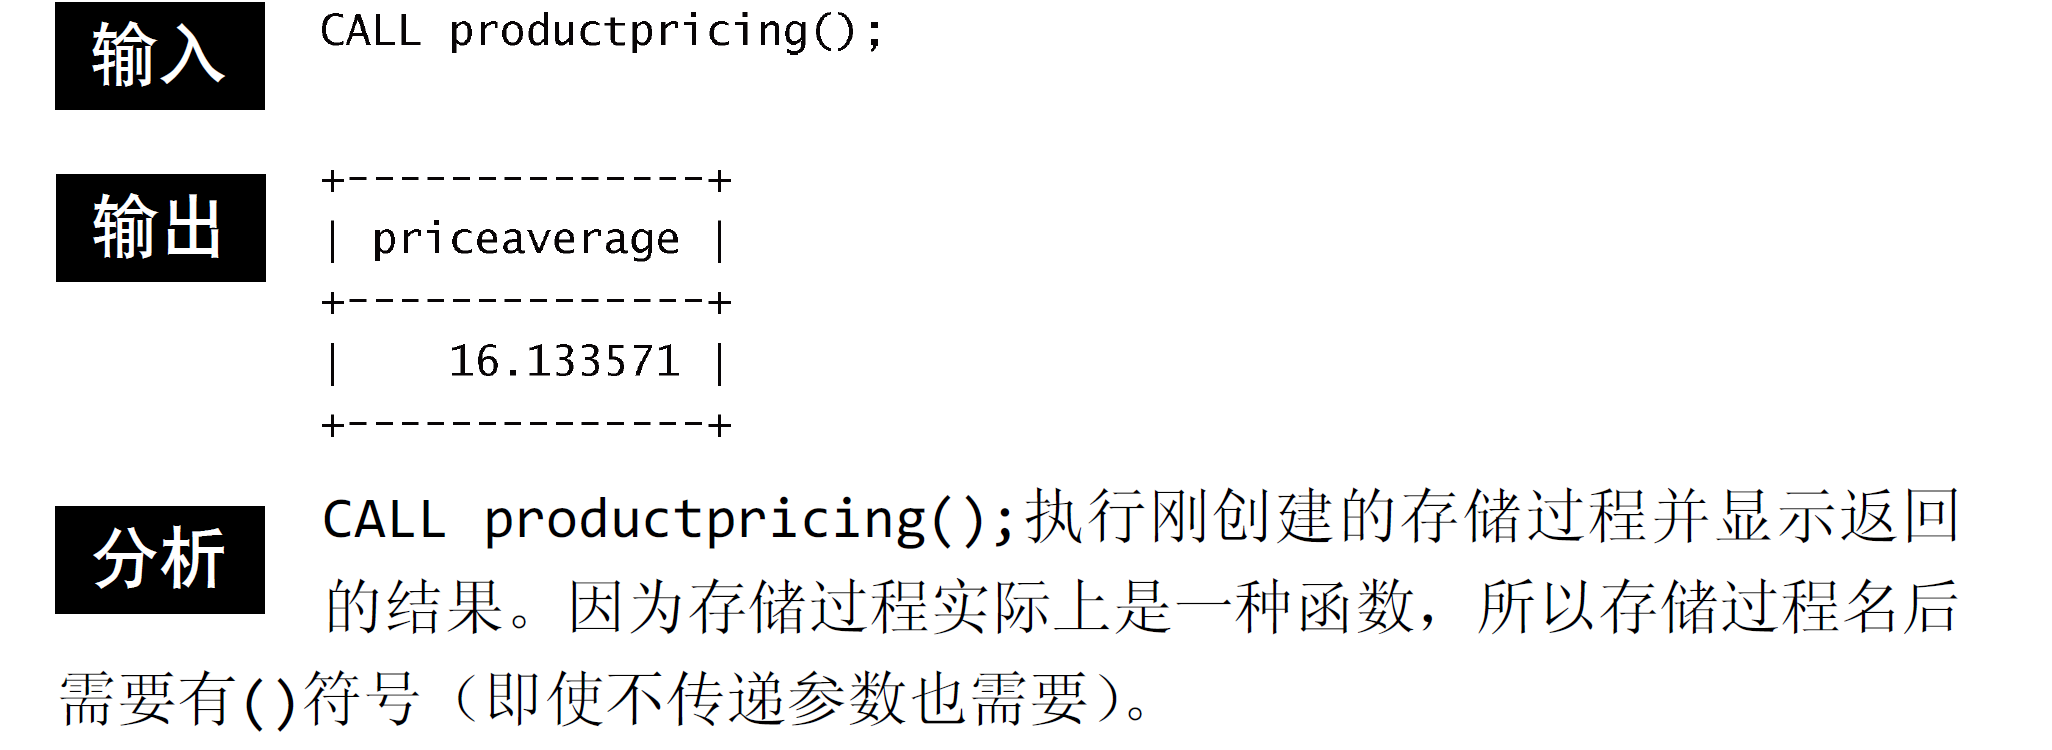 输入 CALL productpricing();
+--------------+
输出 | priceaverage |
+--------------+
|    16.133571 |
+--------------+
分析 CALL productpricing();执行刚创建的存储过程并显示返回
的结果。因为存储过程实际上是一种函数，所以存储过程名后
需要有()符号（即使不传递参数也需要）。